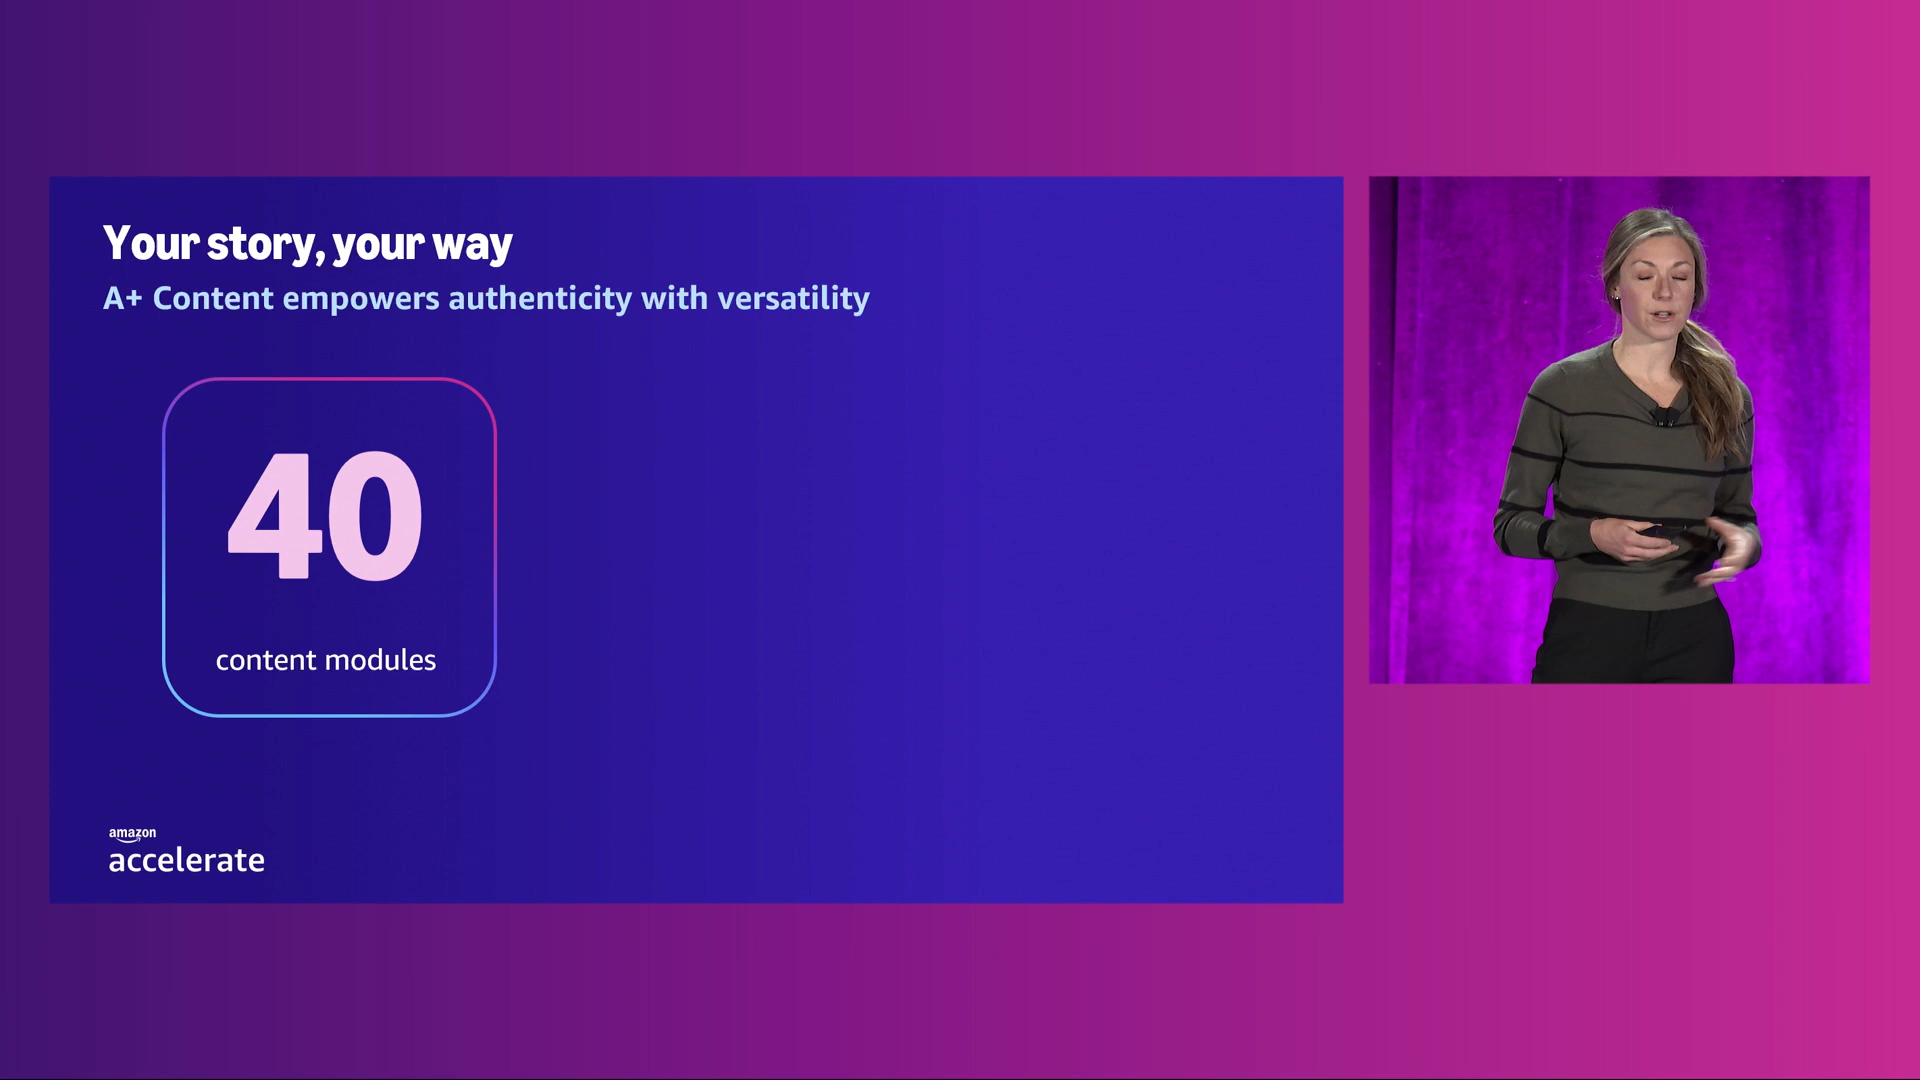 Your story, your way
A+ Content empowers authenticity with versatility
40
content modules
amazon
accelerate